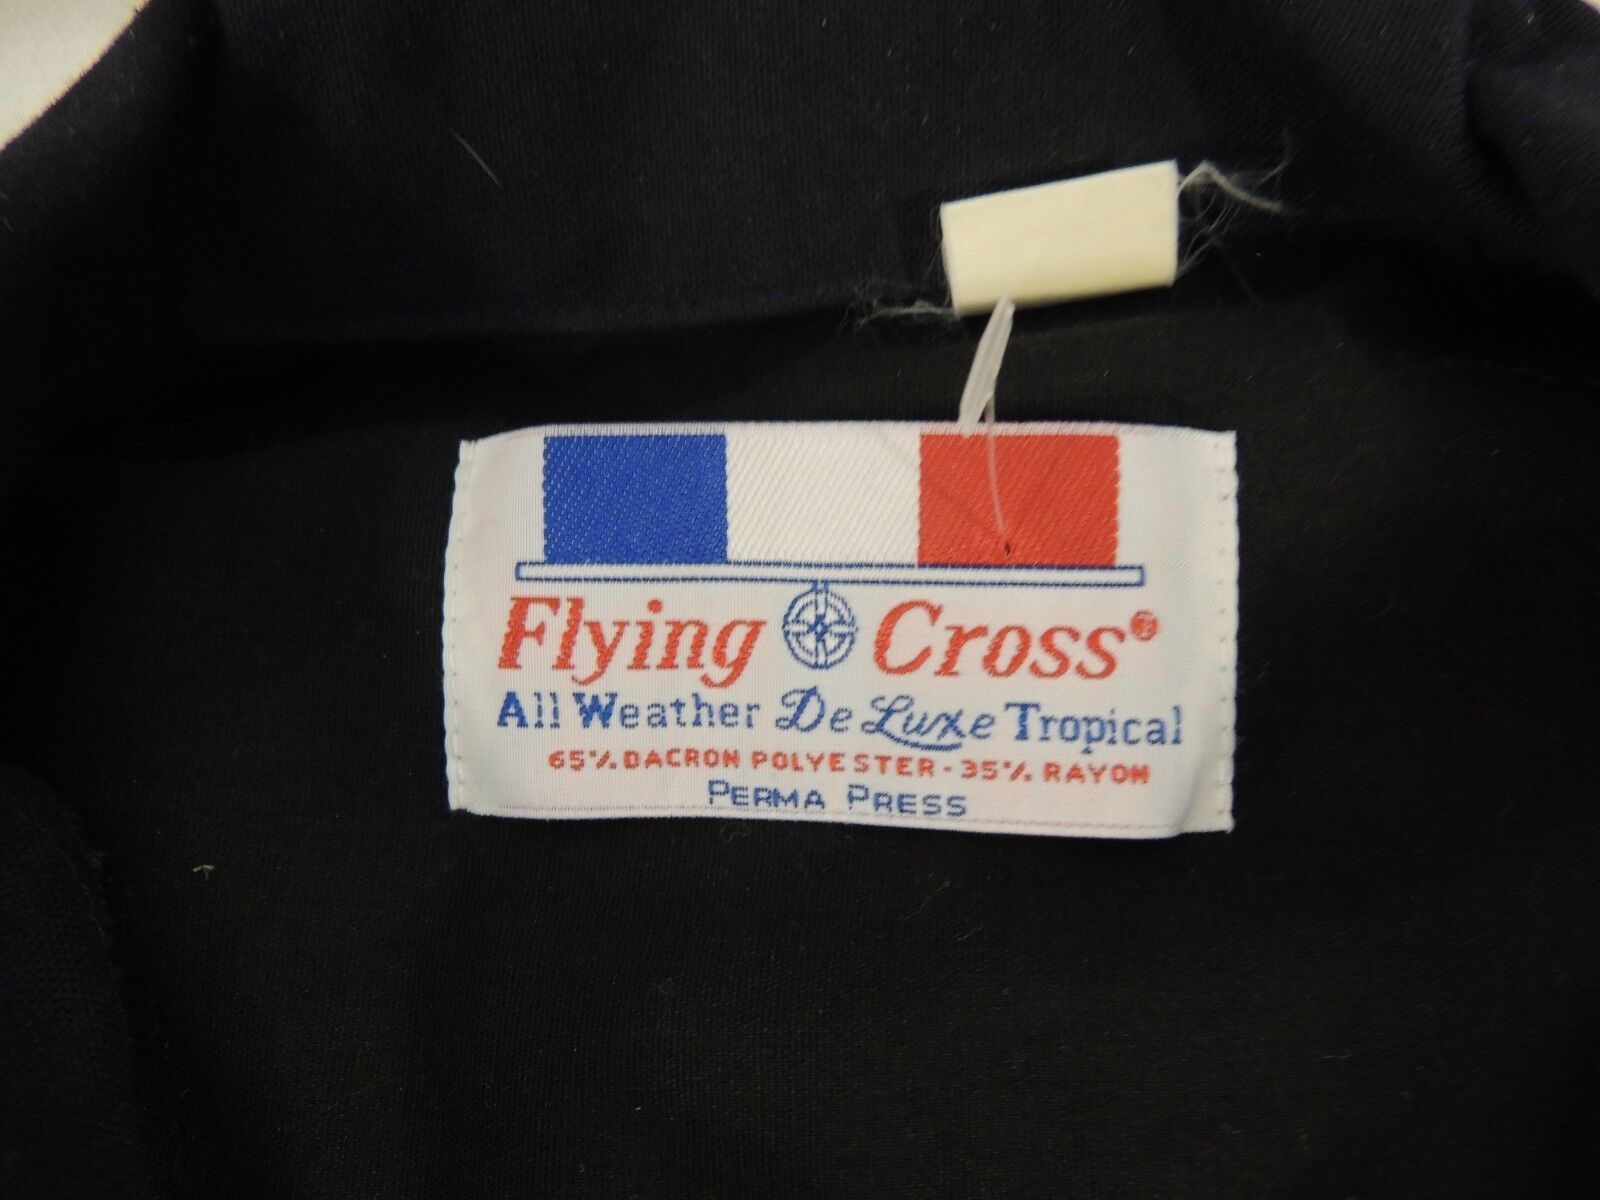 Flying Cross®
All Weather De Luxe Tropical
65% DACRON POLYESTER - 35% RAYON
PERMA PRESS